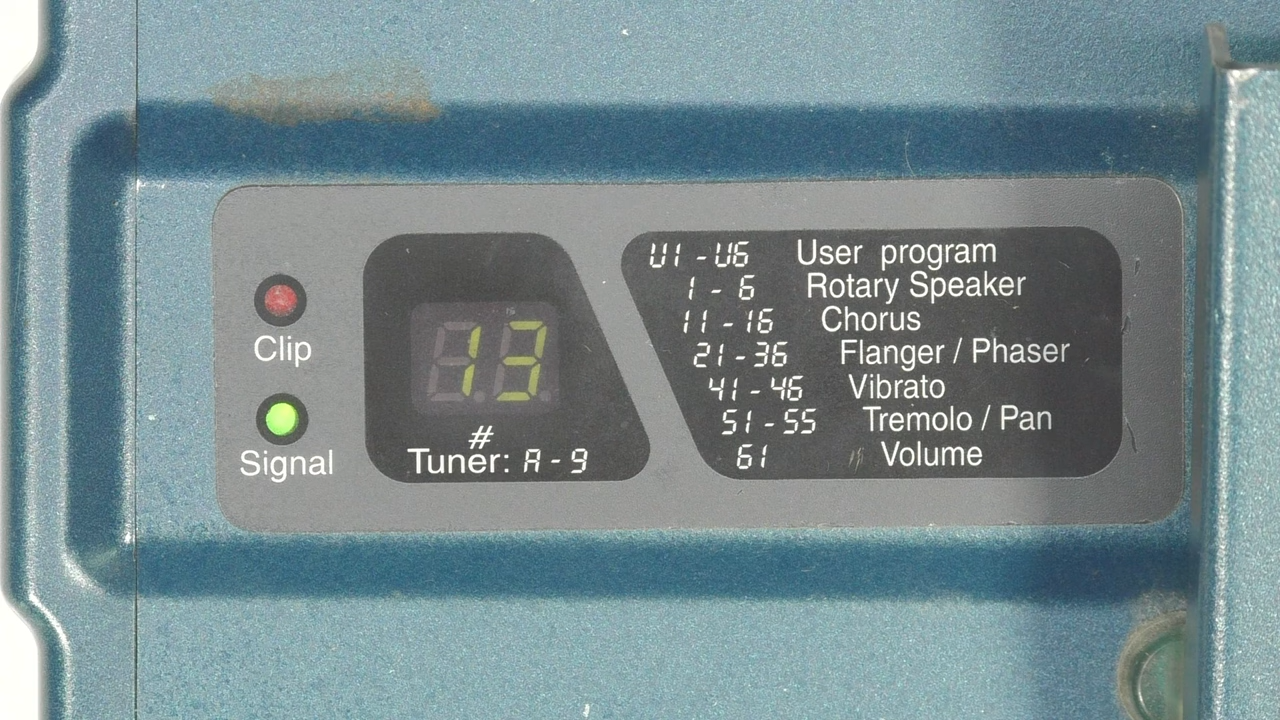 U1 - U6 User program
1 - 6 Rotary Speaker
11 - 16 Chorus
21 - 36 Flanger / Phaser
41 - 46 Vibrato
51 - 55 Tremolo / Pan
61 Volume
Clip
Signal
13
#
Tuner: A - 9